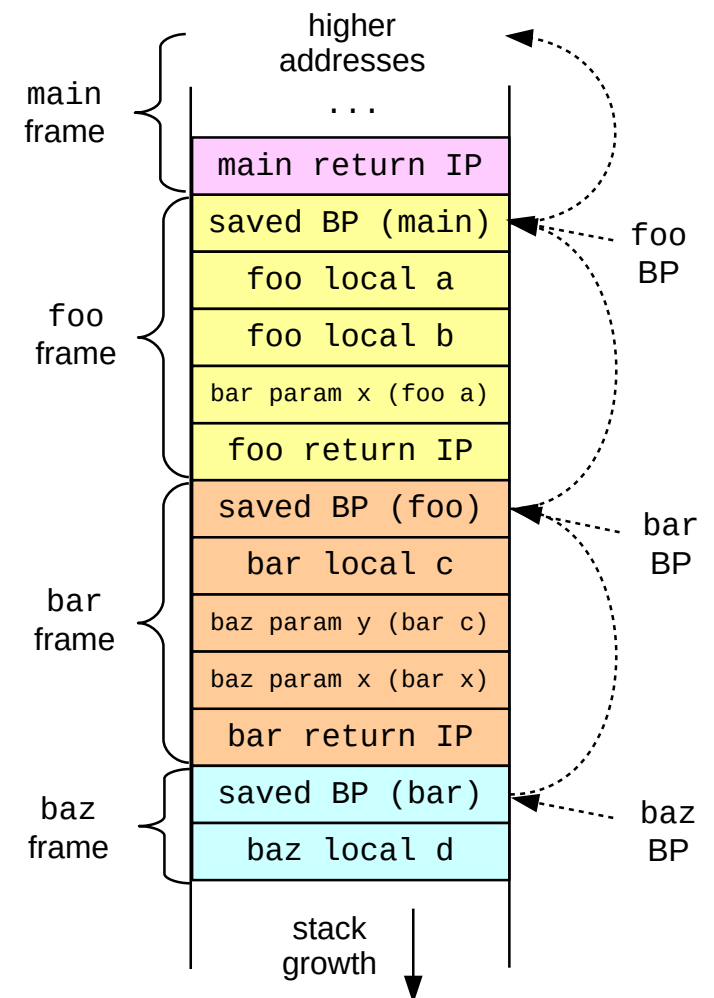 higher
addresses
...
main
frame
main return IP
saved BP (main)
foo
BP
foo local a
foo
frame
foo local b
bar param x (foo a)
foo return IP
saved BP (foo)
bar
BP
bar local c
bar
frame
baz param y (bar c)
baz param x (bar x)
bar return IP
saved BP (bar)
baz
frame
baz
BP
baz local d
stack
growth